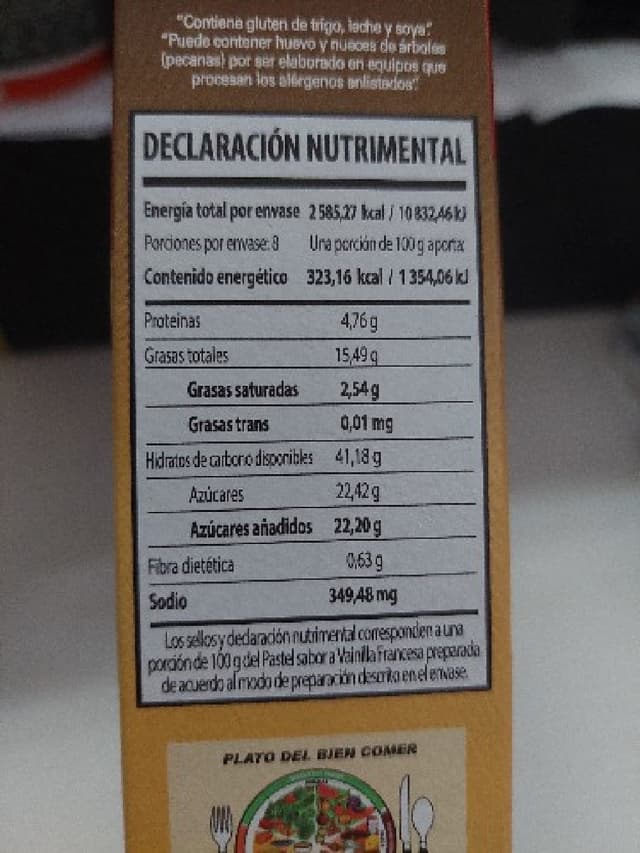 "Contiene gluten de trigo, leche y soya."
"Puede contener huevo y nueces de árboles
(pecanas) por ser elaborado en equipos que
procesan los alérgenos enlistados"
DECLARACIÓN NUTRIMENTAL
Energía total por envase 2 585,27 kcal / 10 832,46 kJ
Porciones por envase: 8 Una porción de 100 g aporta:
Contenido energético 323,16 kcal / 1 354,06 kJ
Proteínas 4,76 g
Grasas totales 15,49 g
Grasas saturadas 2,54 g
Grasas trans 0,01 mg
Hidratos de carbono disponibles 41,18 g
Azúcares 22,42 g
Azúcares añadidos 22,20 g
Fibra dietética 0,63 g
Sodio 349,48 mg
Los sellos y declaración nutrimental corresponden a una
porción de 100 g del Pastel sabor a Vainilla Francesa preparada
de acuerdo al modo de preparación descrito en el envase.
PLATO DEL BIEN COMER